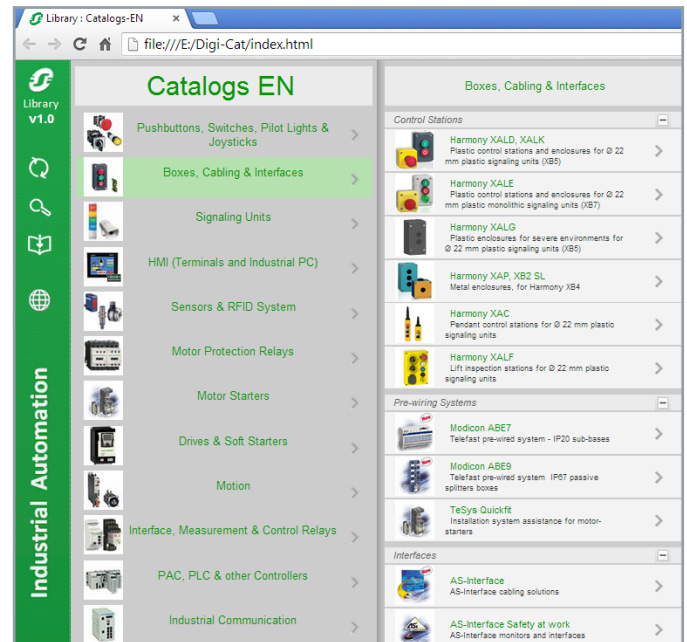 Library : Catalogs-EN
file:///E:/Digi-Cat/index.html
Library
v1.0
Industrial Automation
Catalogs EN
Pushbuttons, Switches, Pilot Lights &
Joysticks
Boxes, Cabling & Interfaces
Signaling Units
HMI (Terminals and Industrial PC)
Sensors & RFID System
Motor Protection Relays
Motor Starters
Drives & Soft Starters
Motion
Interface, Measurement & Control Relays
PAC, PLC & other Controllers
Industrial Communication
Boxes, Cabling & Interfaces
Control Stations
Harmony XALD, XALK
Plastic control stations and enclosures for Ø 22
mm plastic signaling units (XB5)
Harmony XALE
Plastic control stations and enclosures for Ø 22
mm plastic monolithic signaling units (XB7)
Harmony XALG
Plastic enclosures for severe environments for
Ø 22 mm plastic signaling units (XB5)
Harmony XAP, XB2 SL
Metal enclosures, for Harmony XB4
Harmony XAC
Pendant control stations for Ø 22 mm plastic
signaling units
Harmony XALF
Lift inspection stations for Ø 22 mm plastic
signaling units
Pre-wiring Systems
Modicon ABE7
Telefast pre-wired system - IP20 sub-bases
Modicon ABE9
Telefast pre-wired system IP67 passive
splitters boxes
TeSys Quickfit
Installation system assistance for motor-
starters
Interfaces
AS-Interface
AS-Interface cabling solutions
AS-Interface Safety at work
AS-Interface monitors and interfaces